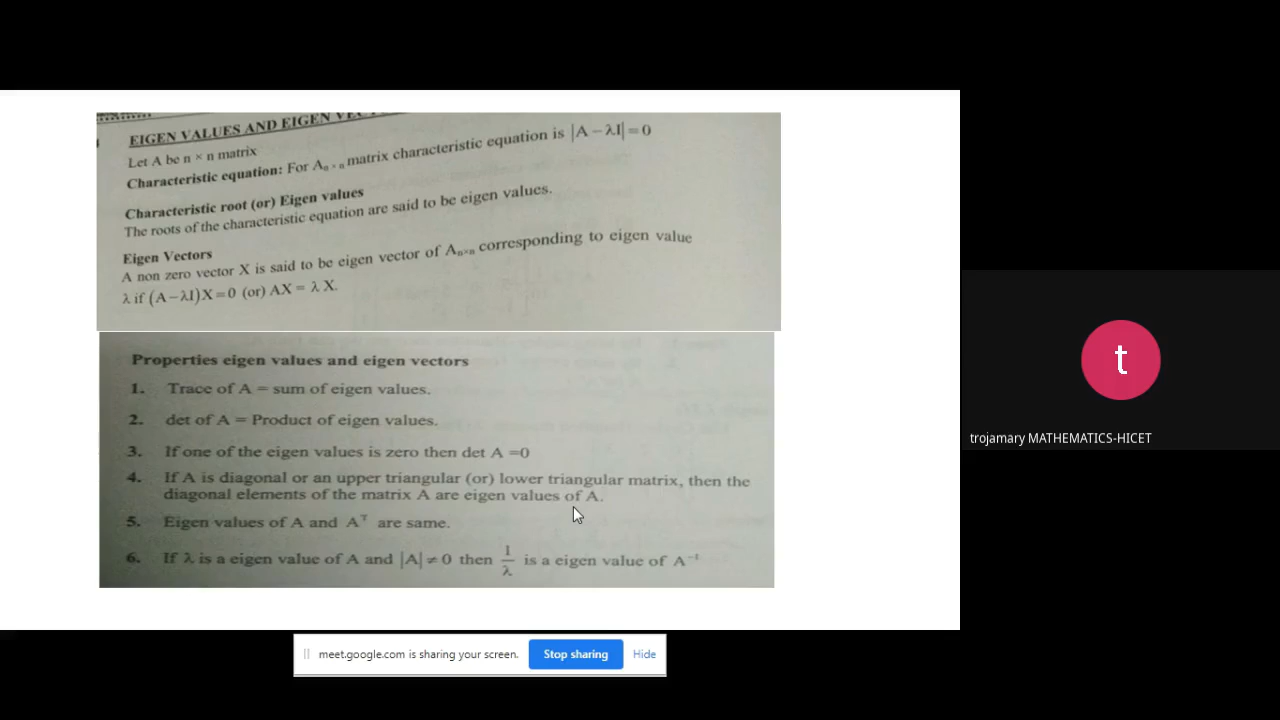 EIGEN VALUES AND EIGEN
Let A be n × n matrix
Characteristic equation: For Aₙ × ₙ matrix characteristic equation is |A − λI| = 0
Characteristic root (or) Eigen values
The roots of the characteristic equation are said to be eigen values.
Eigen Vectors
A non zero vector X is said to be eigen vector of Aₙ×ₙ corresponding to eigen value
λ if (A − λI)X = 0 (or) AX = λ X.
Properties eigen values and eigen vectors
1. Trace of A = sum of eigen values.
2. det of A = Product of eigen values.
3. If one of the eigen values is zero then det A =0
4. If A is diagonal or an upper triangular (or) lower triangular matrix, then the
diagonal elements of the matrix A are eigen values of A.
5. Eigen values of A and Aᵀ are same.
6. If λ is a eigen value of A and |A| ≠ 0 then 1/λ is a eigen value of A⁻¹
t
trojamary MATHEMATICS-HICET
meet.google.com is sharing your screen. Stop sharing Hide